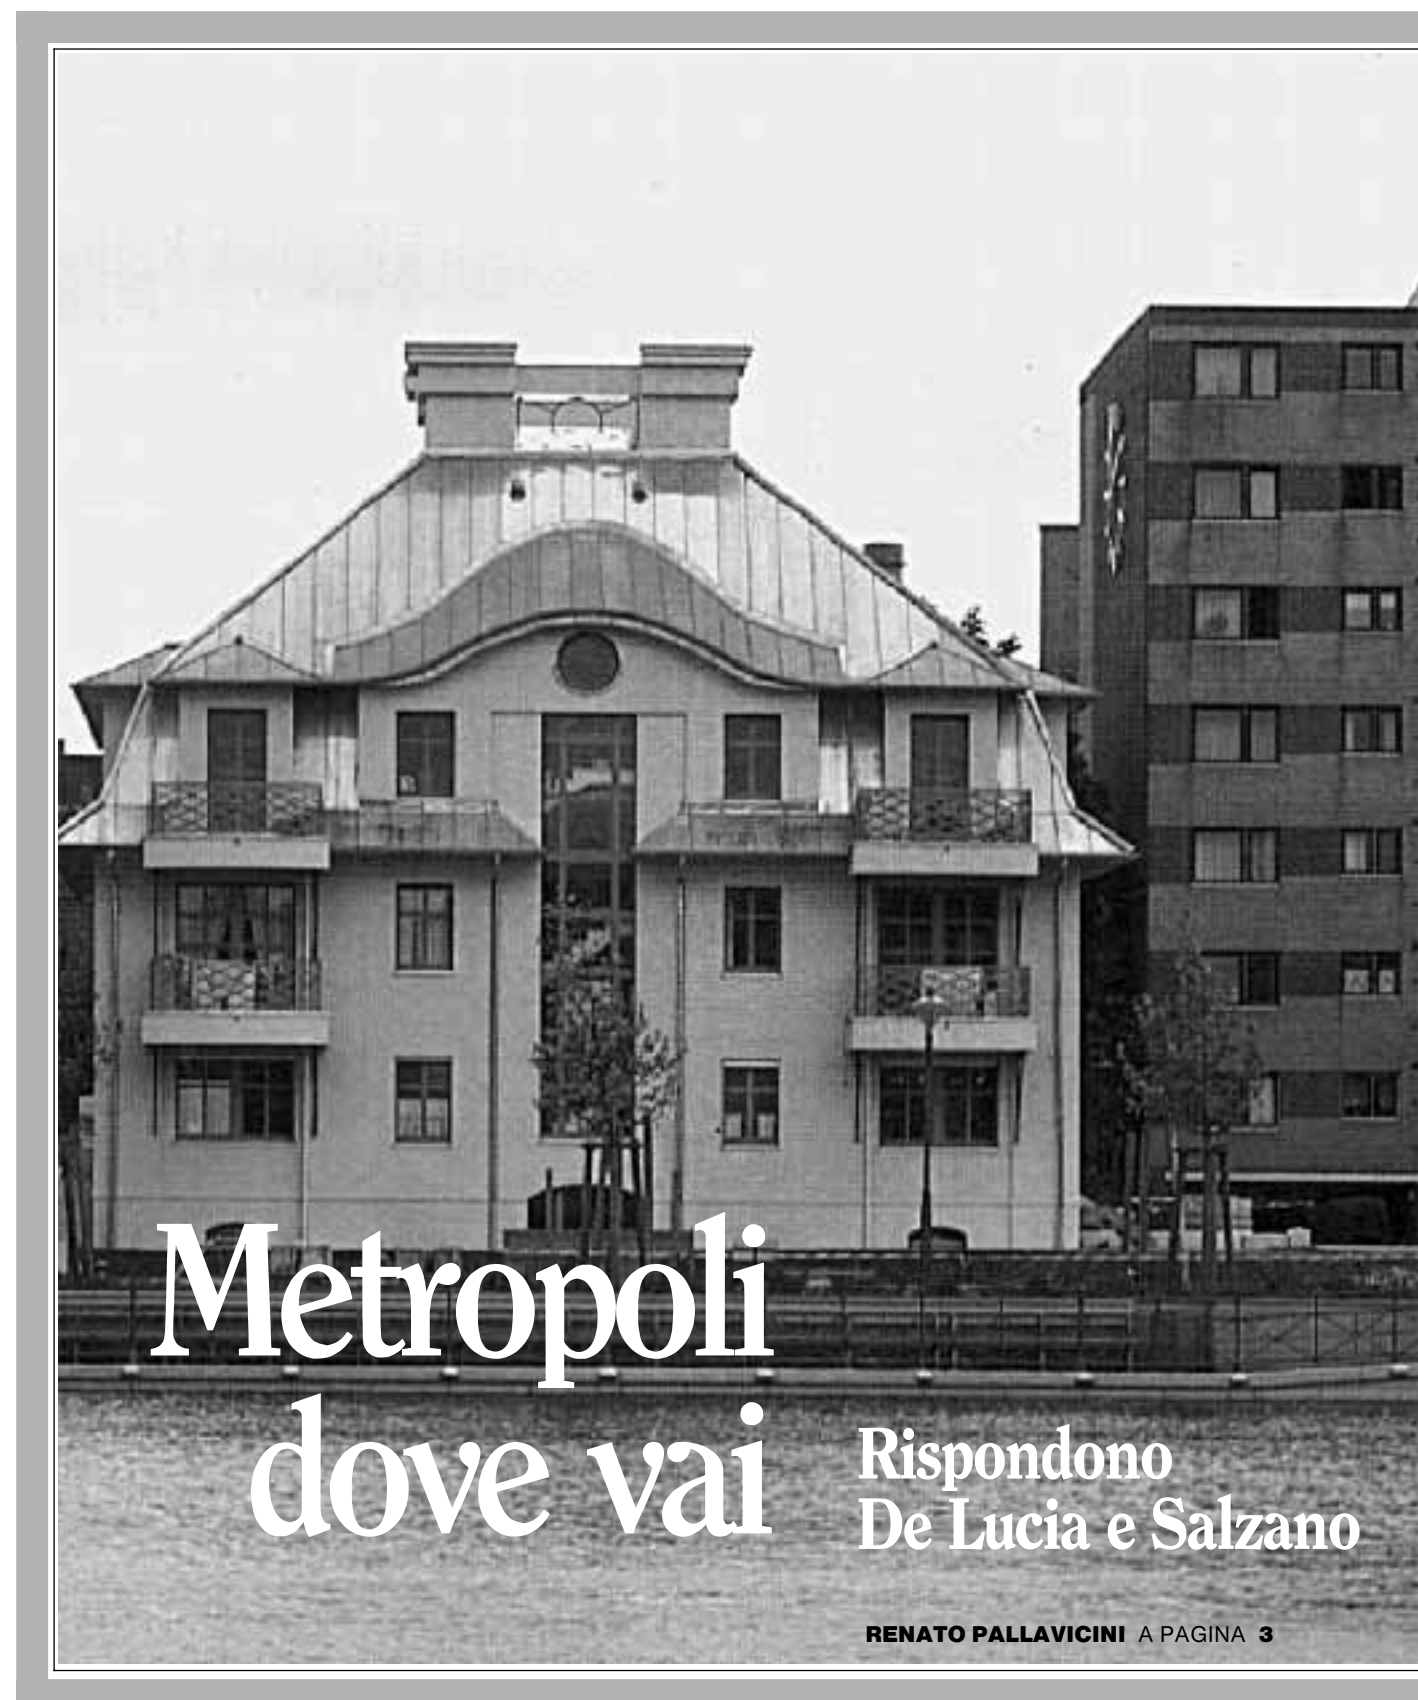 Metropoli
dove vai
Rispondono
De Lucia e Salzano
RENATO PALLAVICINI A PAGINA 3